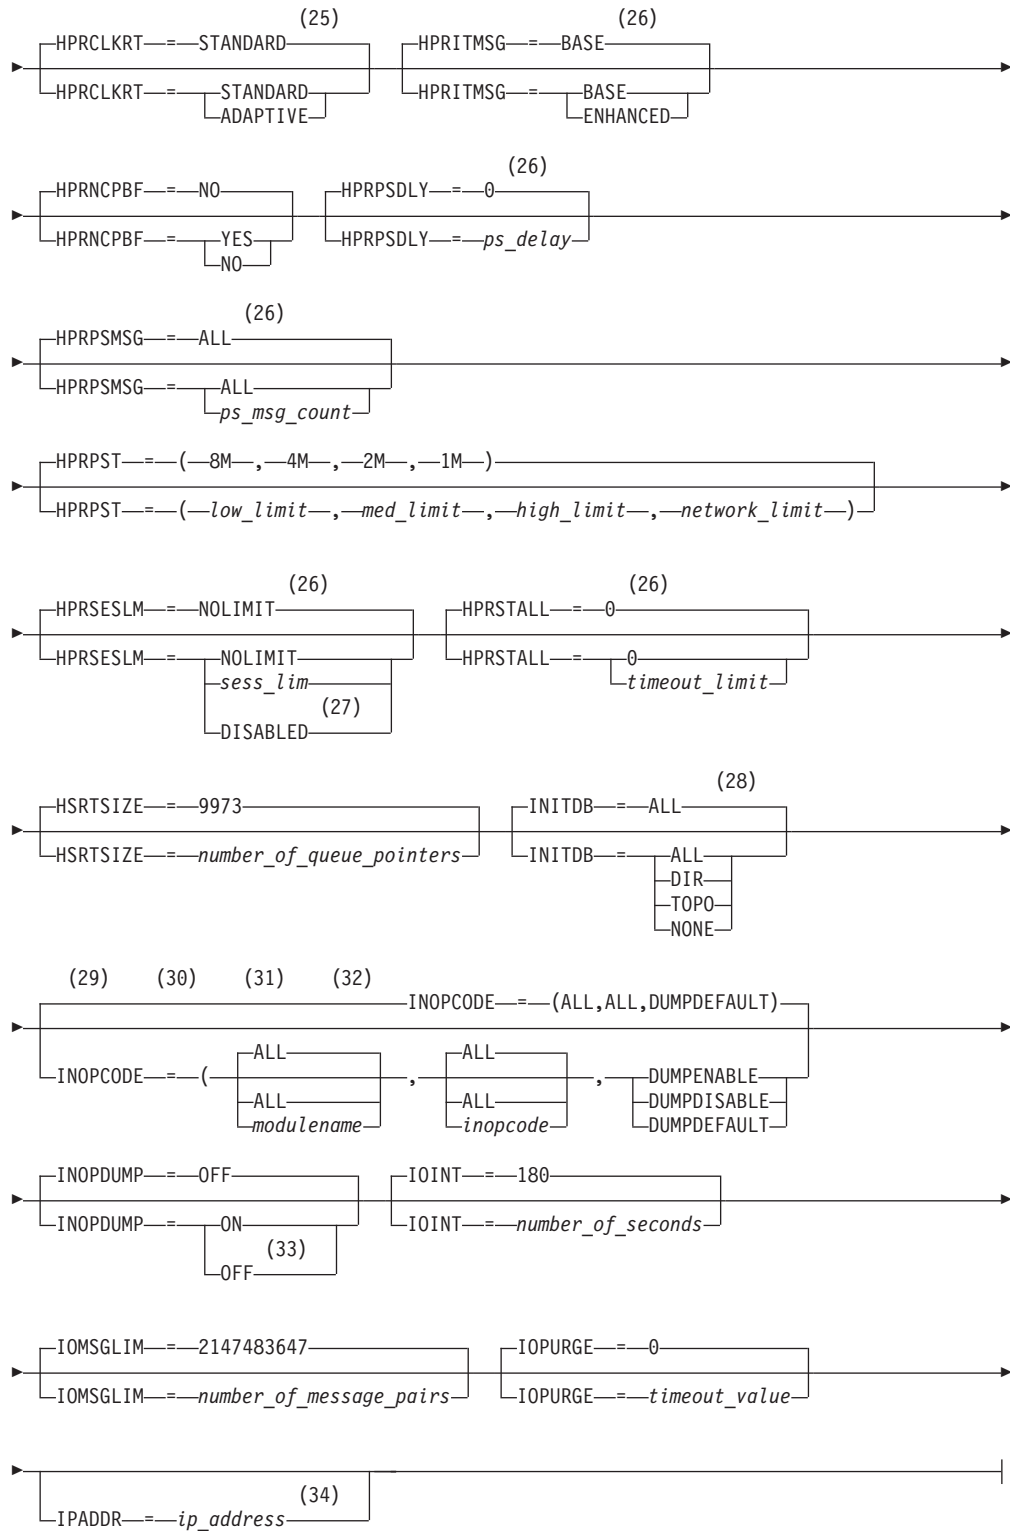 (25) (26)
HPRCLKRT = STANDARD HPRITMSG = BASE
HPRCLKRT = STANDARD HPRITMSG = BASE
ADAPTIVE ENHANCED
(26)
HPRNCPBF = NO HPRPSDLY = 0
HPRNCPBF = YES HPRPSDLY = ps_delay
NO
(26)
HPRPSMSG = ALL
HPRPSMSG = ALL
ps_msg_count
HPRPST = ( 8M , 4M , 2M , 1M )
HPRPST = ( low_limit , med_limit , high_limit , network_limit )
(26) (26)
HPRSESLM = NOLIMIT HPRSTALL = 0
HPRSESLM = NOLIMIT HPRSTALL = 0
sess_lim timeout_limit
(27)
DISABLED
(28)
HSRTSIZE = 9973 INITDB = ALL
HSRTSIZE = number_of_queue_pointers INITDB = ALL
DIR
TOPO
NONE
(29) (30) (31) (32)
INOPCODE = (ALL,ALL,DUMPDEFAULT)
ALL ALL
INOPCODE = ( ALL , ALL , DUMPENABLE )
modulename inopcode DUMPDISABLE
DUMPDEFAULT
INOPDUMP = OFF IOINT = 180
INOPDUMP = ON IOINT = number_of_seconds
(33)
OFF
IOMSGLIM = 2147483647 IOPURGE = 0
IOMSGLIM = number_of_message_pairs IOPURGE = timeout_value
(34)
IPADDR = ip_address